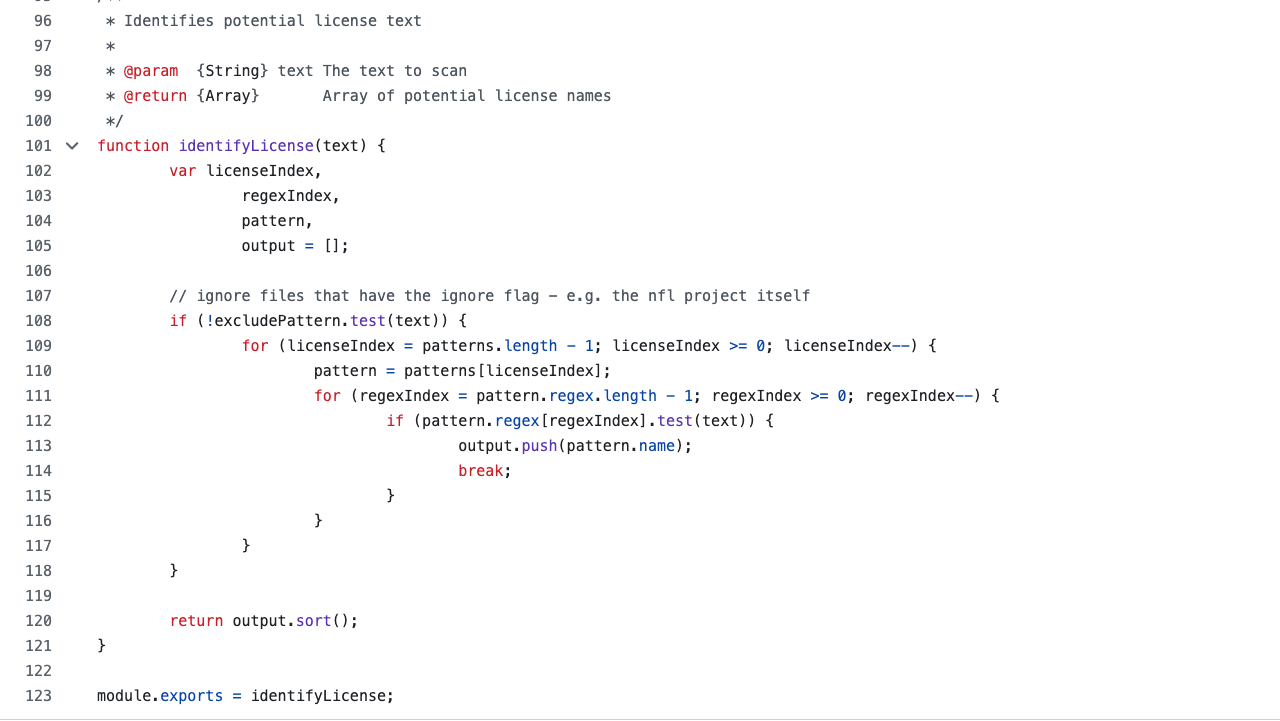 96 * Identifies potential license text
97 *
98 * @param  {String} text The text to scan
99 * @return {Array}       Array of potential license names
100 */
101 function identifyLicense(text) {
102         var licenseIndex,
103                 regexIndex,
104                 pattern,
105                 output = [];
106
107         // ignore files that have the ignore flag - e.g. the nfl project itself
108         if (!excludePattern.test(text)) {
109                 for (licenseIndex = patterns.length - 1; licenseIndex >= 0; licenseIndex--) {
110                         pattern = patterns[licenseIndex];
111                         for (regexIndex = pattern.regex.length - 1; regexIndex >= 0; regexIndex--) {
112                                 if (pattern.regex[regexIndex].test(text)) {
113                                         output.push(pattern.name);
114                                         break;
115                                 }
116                         }
117                 }
118         }
119
120         return output.sort();
121 }
122
123 module.exports = identifyLicense;